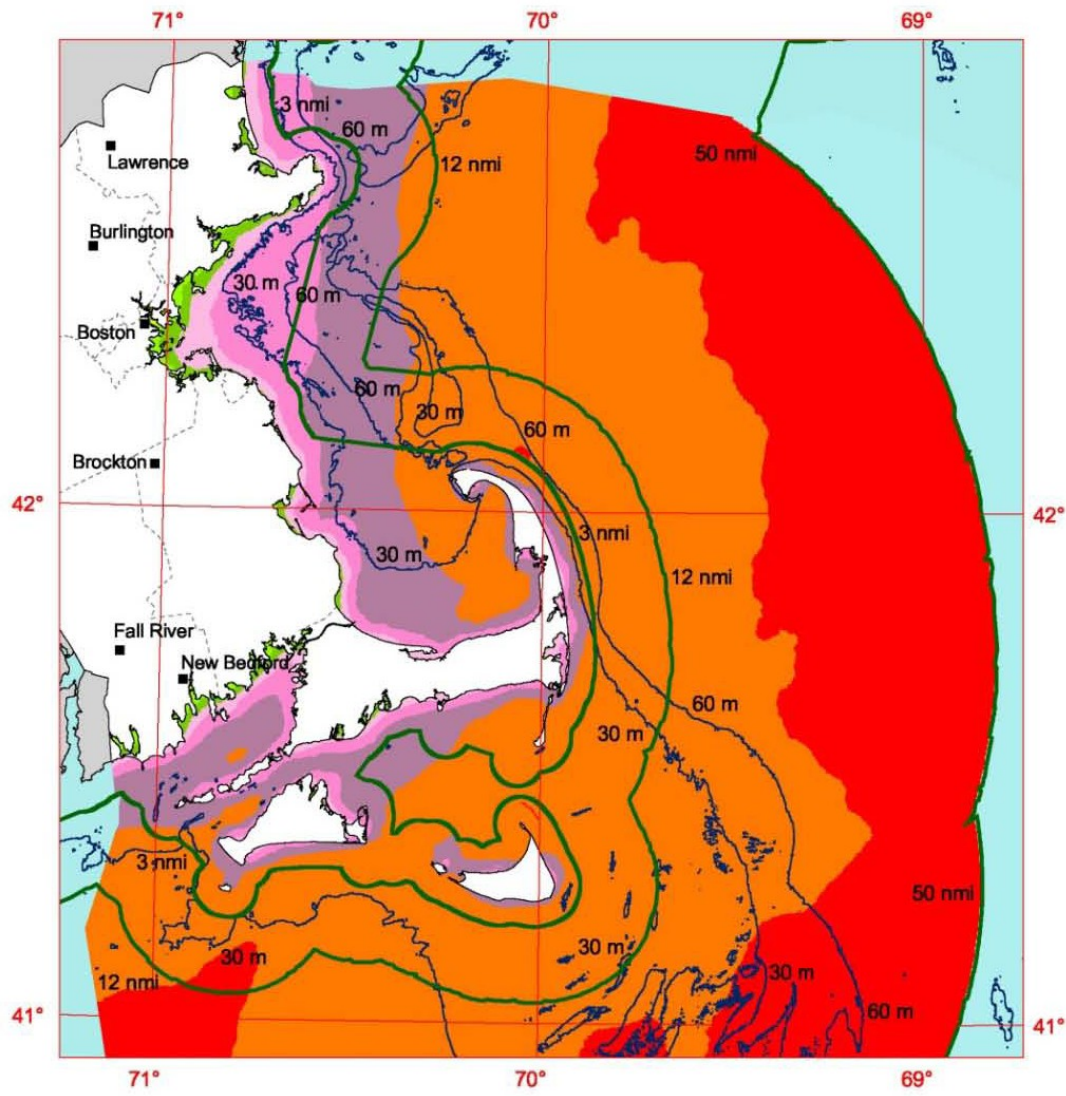 71°
70°
69°
3 nmi
60 m
12 nmi
50 nmi
Lawrence
Burlington
30 m
60 m
Boston
60 m
30 m
60 m
Brockton
42°
42°
3 nmi
30 m
12 nmi
Fall River
New Bedford
60 m
30 m
3 nmi
50 nmi
30 m
30 m
30 m
12 nmi
60 m
41°
41°
71°
70°
69°